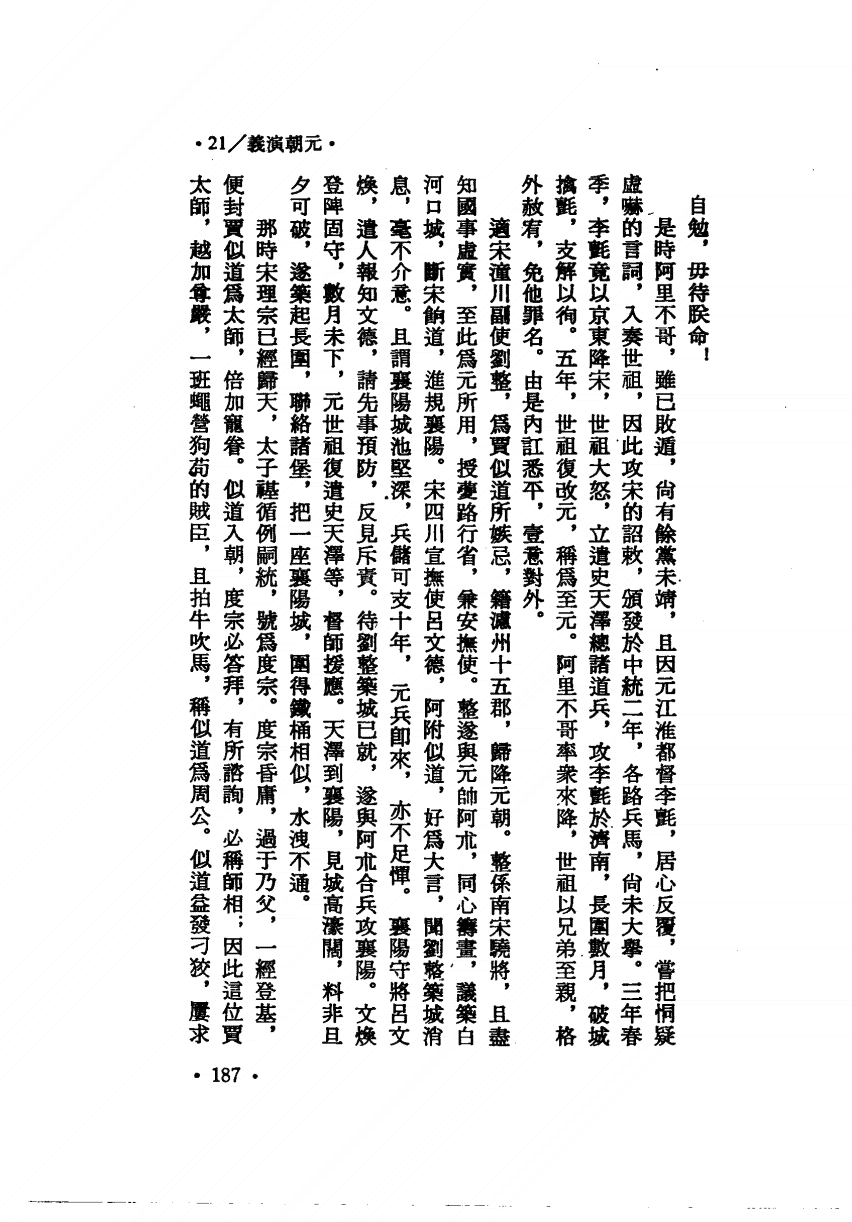 ·21／義演朝元·
自勉，毋待朕命！
是時阿里不哥，雖已敗遁，尚有餘黨未靖，且因元江淮都督李氈，居心反覆，嘗把恫疑
虛嚇的言詞，入奏世祖，因此攻宋的詔敕，頒發於中統二年，各路兵馬，尚未大舉。三年春
季，李氈竟以京東降宋，世祖大怒，立遣史天澤總諸道兵，攻李氈於濟南，長圍數月，破城
擒氈，支解以徇。五年，世祖復改元，稱爲至元。阿里不哥率衆來降，世祖以兄弟至親，格
外赦宥，免他罪名。由是內訌悉平，壹意對外。
適宋潼川副使劉整，爲賈似道所嫉忌，籍瀘州十五郡，歸降元朝。整係南宋驍將，且盡
知國事虛實，至此爲元所用，授夔路行省，兼安撫使。整遂與元帥阿朮，同心籌畫，議築白
河口城，斷宋餉道，進規襄陽。宋四川宣撫使呂文德，阿附似道，好爲大言，聞劉整築城消
息，毫不介意。且謂襄陽城池堅深，兵儲可支十年，元兵卽來，亦不足憚。襄陽守將呂文
煥，遣人報知文德，請先事預防，反見斥責。待劉整築城已就，遂與阿朮合兵攻襄陽。文煥
登陴固守，數月未下，元世祖復遣史天澤等，督師援應。天澤到襄陽，見城高濠闊，料非旦
夕可破，遂築起長圍，聯絡諸堡，把一座襄陽城，圍得鐵桶相似，水洩不通。
那時宋理宗已經歸天，太子禥循例嗣統，號爲度宗。度宗昏庸，過于乃父，一經登基，
便封賈似道爲太師，倍加寵眷。似道入朝，度宗必答拜，有所諮詢，必稱師相；因此這位賈
太師，越加尊嚴，一班蠅營狗苟的賊臣，且拍牛吹馬，稱似道爲周公。似道益發刁狡，屢求
·187·